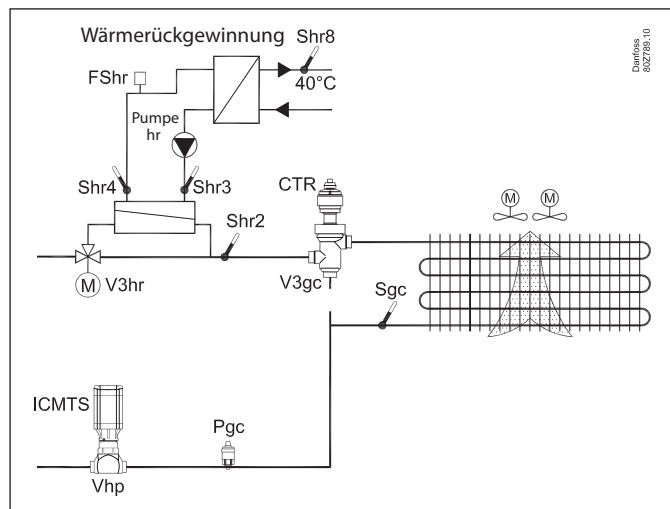 Wärmerückgewinnung
Shr8
FShr
40°C
Pumpe
hr
Shr4
Shr3
CTR
M
M
Shr2
M
V3hr
V3gc
Sgc
ICMTS
Pgc
Vhp
Danfoss
80Z789.10